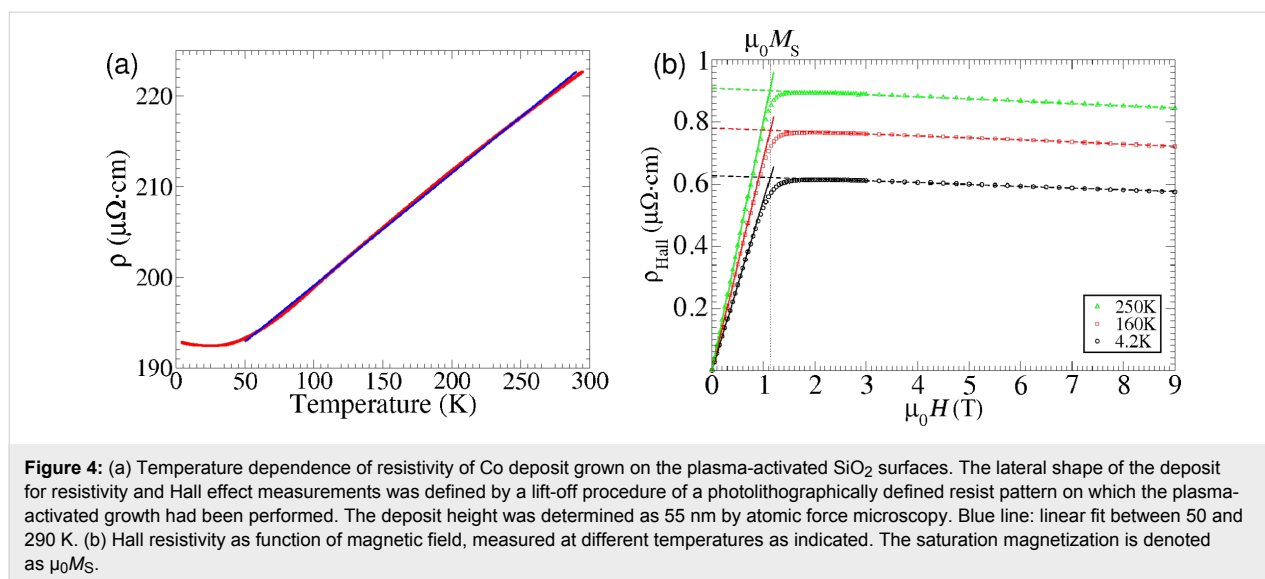 (a)
220
210
200
190
ρ (μΩ·cm)
0 50 100 150 200 250 300
Temperature (K)
μ₀MS
(b)
1
0.8
0.6
0.4
0.2
ρHall (μΩ·cm)
250K
160K
4.2K
0 1 2 3 4 5 6 7 8 9
μ₀H (T)
Figure 4: (a) Temperature dependence of resistivity of Co deposit grown on the plasma-activated SiO₂ surfaces. The lateral shape of the deposit
for resistivity and Hall effect measurements was defined by a lift-off procedure of a photolithographically defined resist pattern on which the plasma-
activated growth had been performed. The deposit height was determined as 55 nm by atomic force microscopy. Blue line: linear fit between 50 and
290 K. (b) Hall resistivity as function of magnetic field, measured at different temperatures as indicated. The saturation magnetization is denoted
as μ₀MS.